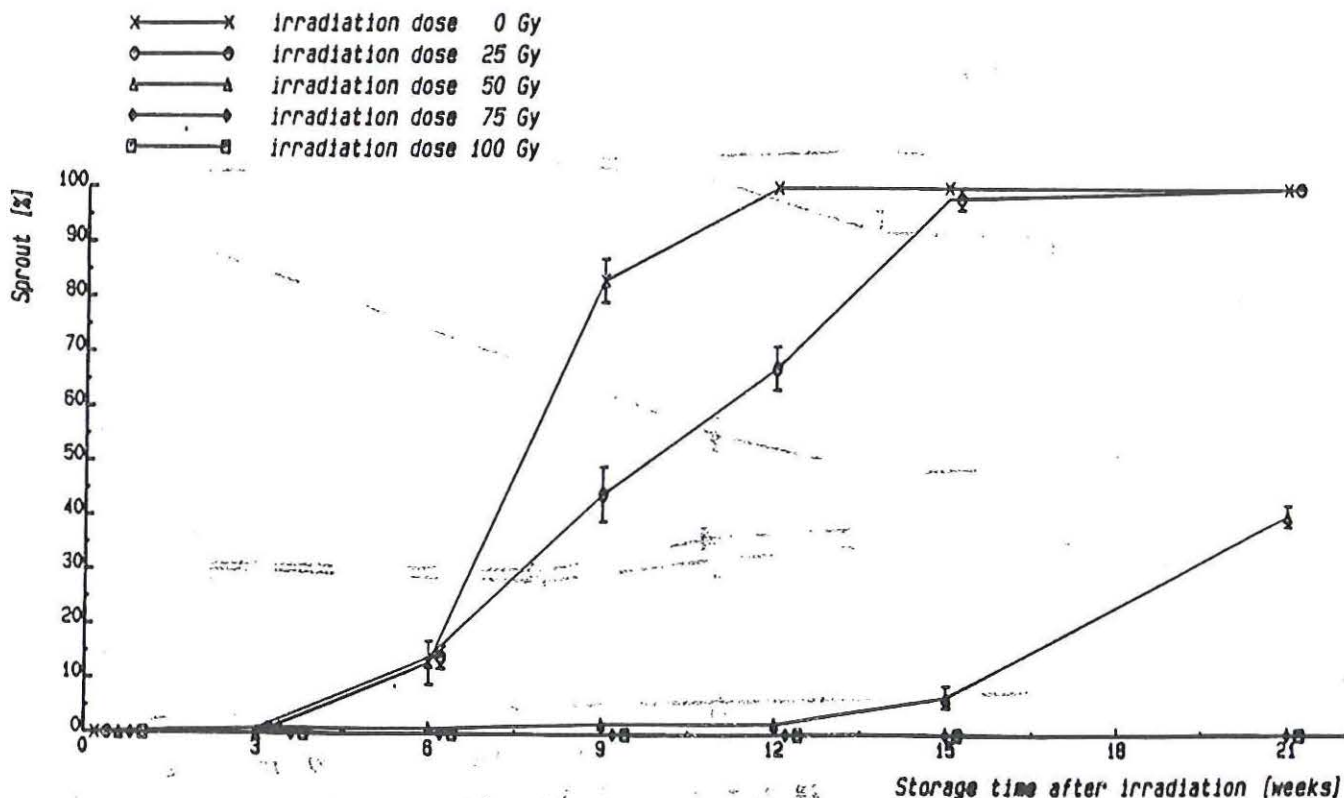 irradiation dose 0 Gy
irradiation dose 25 Gy
irradiation dose 50 Gy
irradiation dose 75 Gy
irradiation dose 100 Gy
Sprout [%]
100
90
80
70
60
50
40
30
20
10
0
0 3 6 9 12 15 18 21
Storage time after irradiation [weeks]